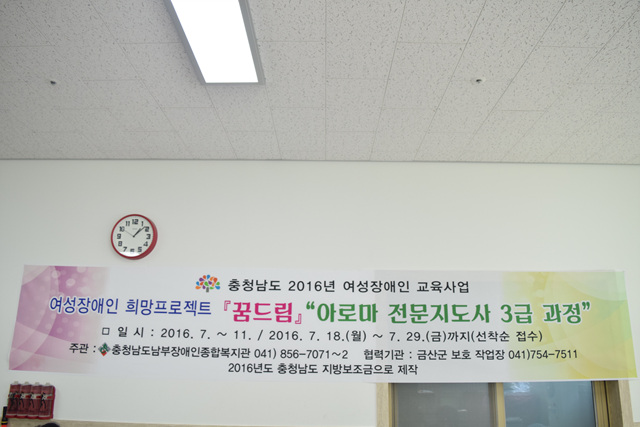 충청남도 2016년 여성장애인 교육사업
여성장애인 희망프로젝트 『꿈드림』 “아로마 전문지도사 3급 과정”
□ 일 시 : 2016. 7. ~ 11. / 2016. 7. 18.(월) ~ 7. 29.(금)까지(선착순 접수)
주관 : 충청남도남부장애인종합복지관 041) 856-7071~2 협력기관 : 금산군 보호 작업장 041)754-7511
2016년도 충청남도 지방보조금으로 제작